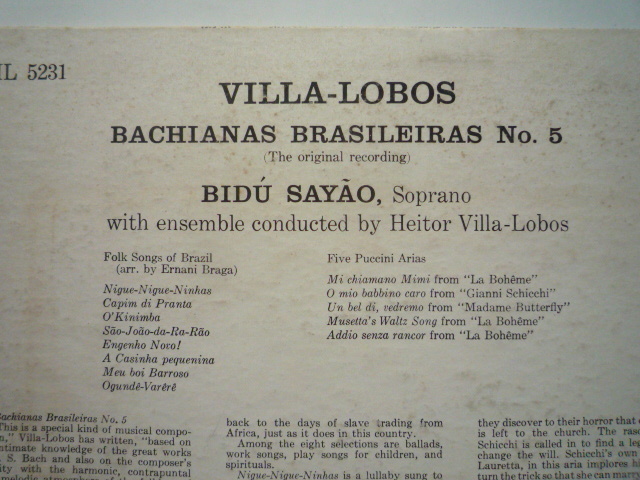 5231
VILLA-LOBOS
BACHIANAS BRASILEIRAS No. 5
(The original recording)
BIDÚ SAYÃO, Soprano
with ensemble conducted by Heitor Villa-Lobos
Folk Songs of Brazil
(arr. by Ernani Braga)
Nigue-Nigue-Ninhas
Capim di Pranta
O'Kinimba
São-João-da-Ra-Rão
Engenho Novo!
A Casinha pequenina
Meu boi Barroso
Ogundê-Varêrê
Five Puccini Arias
Mi chiamano Mimi from "La Bohême"
O mio babbino caro from "Gianni Schicchi"
Un bel di, vedremo from "Madame Butterfly"
Musetta's Waltz Song from "La Bohême"
Addio senza rancor from "La Bohême"
Bachianas Brasileiras No. 5
This is a special kind of musical compo-
Villa-Lobos has written, "based on
intimate knowledge of the great works
S. Bach and also on the composer's
with the harmonic, contrapuntal
back to the days of slave trading from
Africa, just as it does in this country.
Among the eight selections are ballads,
work songs, play songs for children, and
spirituals.
Nigue-Nigue-Ninhas is a lullaby sung to
they discover to their horror that
is left to the church. The
Schicchi is called in to find a
change the will. Schicchi's own
Lauretta, in this aria implores
turn the trick so that she can marry